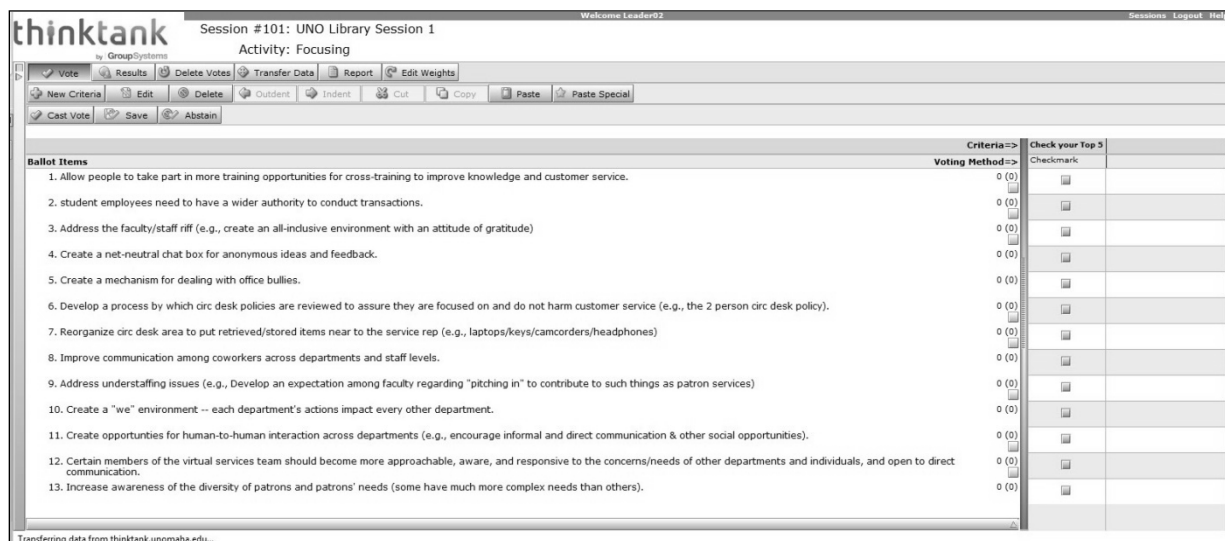 Welcome Leader02
Sessions Logout Help
thinktank
by GroupSystems
Session #101: UNO Library Session 1
Activity: Focusing
Vote Results Delete Votes Transfer Data Report Edit Weights
New Criteria Edit Delete Outdent Indent Cut Copy Paste Paste Special
Cast Vote Save Abstain
Criteria=> Check your Top 5
Ballot Items Voting Method=> Checkmark
1. Allow people to take part in more training opportunities for cross-training to improve knowledge and customer service. 0 (0)
2. student employees need to have a wider authority to conduct transactions. 0 (0)
3. Address the faculty/staff riff (e.g., create an all-inclusive environment with an attitude of gratitude) 0 (0)
4. Create a net-neutral chat box for anonymous ideas and feedback. 0 (0)
5. Create a mechanism for dealing with office bullies. 0 (0)
6. Develop a process by which circ desk policies are reviewed to assure they are focused on and do not harm customer service (e.g., the 2 person circ desk policy). 0 (0)
7. Reorganize circ desk area to put retrieved/stored items near to the service rep (e.g., laptops/keys/camcorders/headphones) 0 (0)
8. Improve communication among coworkers across departments and staff levels. 0 (0)
9. Address understaffing issues (e.g., Develop an expectation among faculty regarding "pitching in" to contribute to such things as patron services) 0 (0)
10. Create a "we" environment -- each department's actions impact every other department. 0 (0)
11. Create opportunties for human-to-human interaction across departments (e.g., encourage informal and direct communication & other social opportunities). 0 (0)
12. Certain members of the virtual services team should become more approachable, aware, and responsive to the concerns/needs of other departments and individuals, and open to direct 0 (0)
communication.
13. Increase awareness of the diversity of patrons and patrons' needs (some have much more complex needs than others). 0 (0)
Transferring data from thinktank.unomaha.edu...